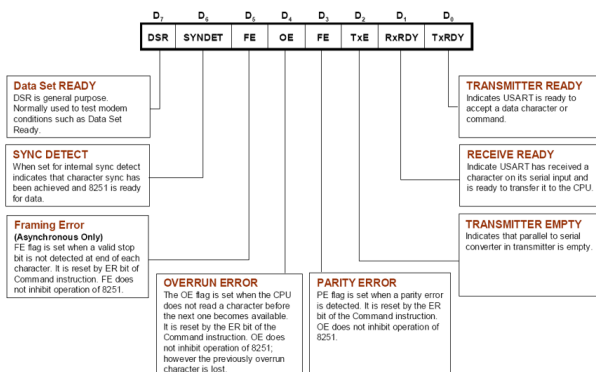 D7 D6 D5 D4 D3 D2 D1 D0
DSR SYNDET FE OE FE TxE RxRDY TxRDY
Data Set READY
DSR is general purpose.
Normally used to test modem
conditions such as Data Set
Ready.
SYNC DETECT
When set for internal sync detect
indicates that character sync has
been achieved and 8251 is ready
for data.
Framing Error
(Asynchronous Only)
FE flag is set when a valid stop
bit is not detected at end of each
character. It is reset by ER bit of
Command instruction. FE does
not inhibit operation of 8251.
OVERRUN ERROR
The OE flag is set when the CPU
does not read a character before
the next one becomes available.
It is reset by the ER bit of the
Command instruction. OE does
not inhibit operation of 8251;
however the previously overrun
character is lost.
PARITY ERROR
PE flag is set when a parity error
is detected. It is reset by the ER
bit of the Command instruction.
OE does not inhibit operation of
8251.
TRANSMITTER READY
Indicates USART is ready to
accept a data character or
command.
RECEIVE READY
Indicate USART has received a
character on its serial input and
is ready to transfer it to the CPU.
TRANSMITTER EMPTY
Indicates that parallel to serial
converter in transmitter is empty.